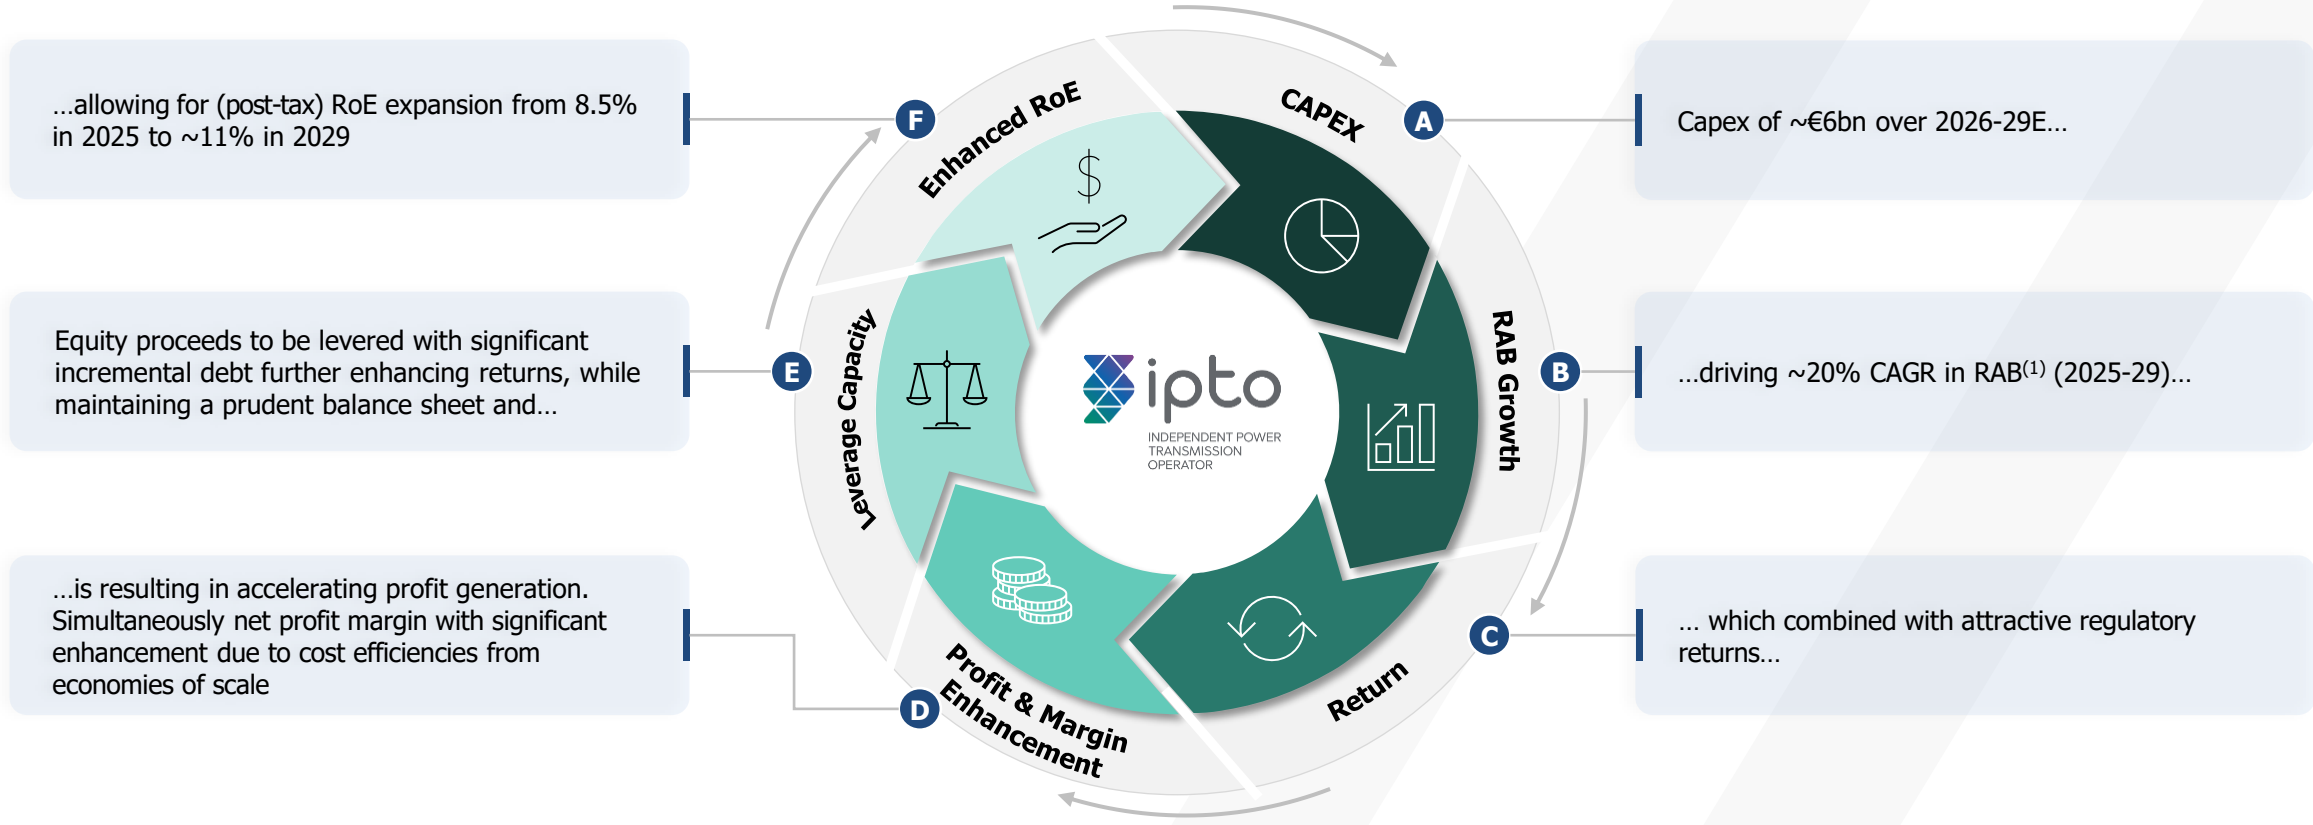 CAPEX
A
Capex of ~€6bn over 2026-29E…
RAB Growth
B
…driving ~20% CAGR in RAB(1) (2025-29)…
Return
C
… which combined with attractive regulatory
returns…
Profit & Margin
Enhancement
D
…is resulting in accelerating profit generation.
Simultaneously net profit margin with significant
enhancement due to cost efficiencies from
economies of scale
Leverage Capacity
E
Equity proceeds to be levered with significant
incremental debt further enhancing returns, while
maintaining a prudent balance sheet and…
Enhanced RoE
F
…allowing for (post-tax) RoE expansion from 8.5%
in 2025 to ~11% in 2029
$
ipto
INDEPENDENT POWER
TRANSMISSION
OPERATOR